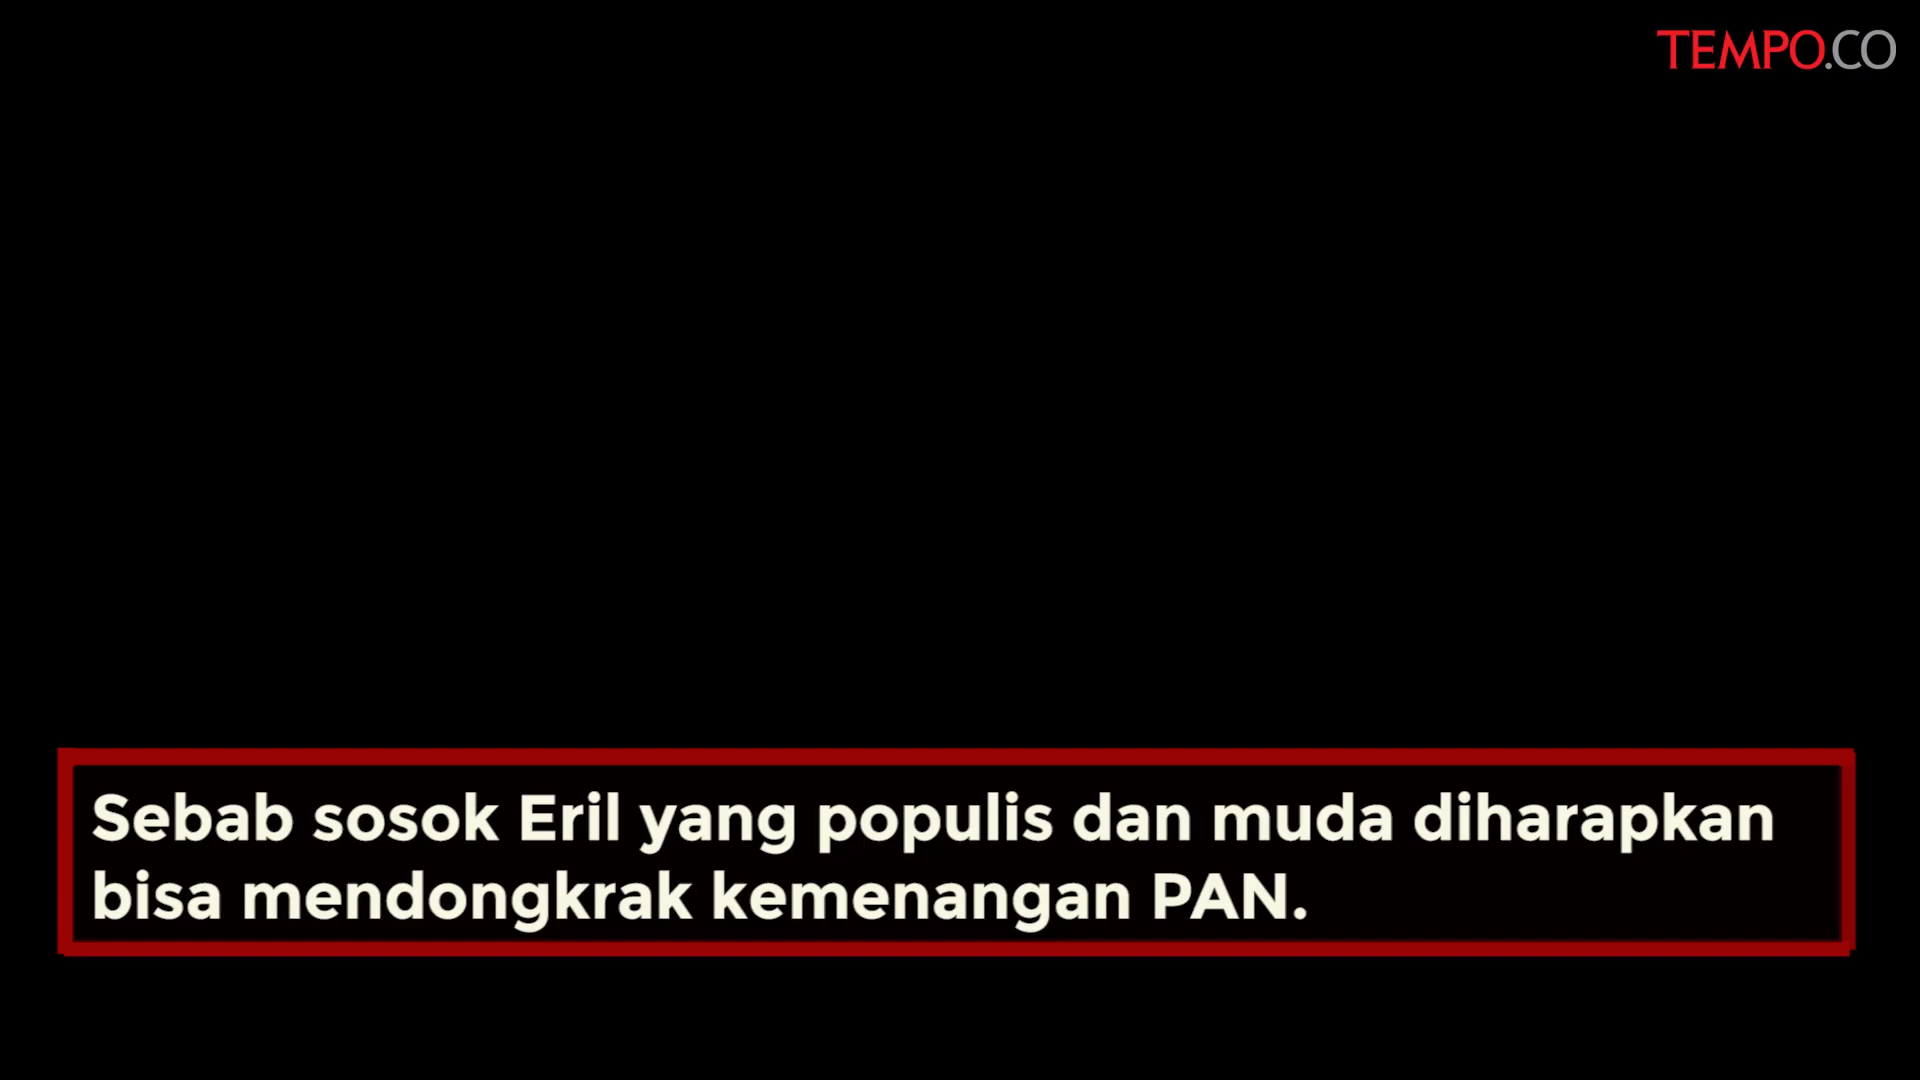 TEMPO.CO
Sebab sosok Eril yang populis dan muda diharapkan
bisa mendongkrak kemenangan PAN.